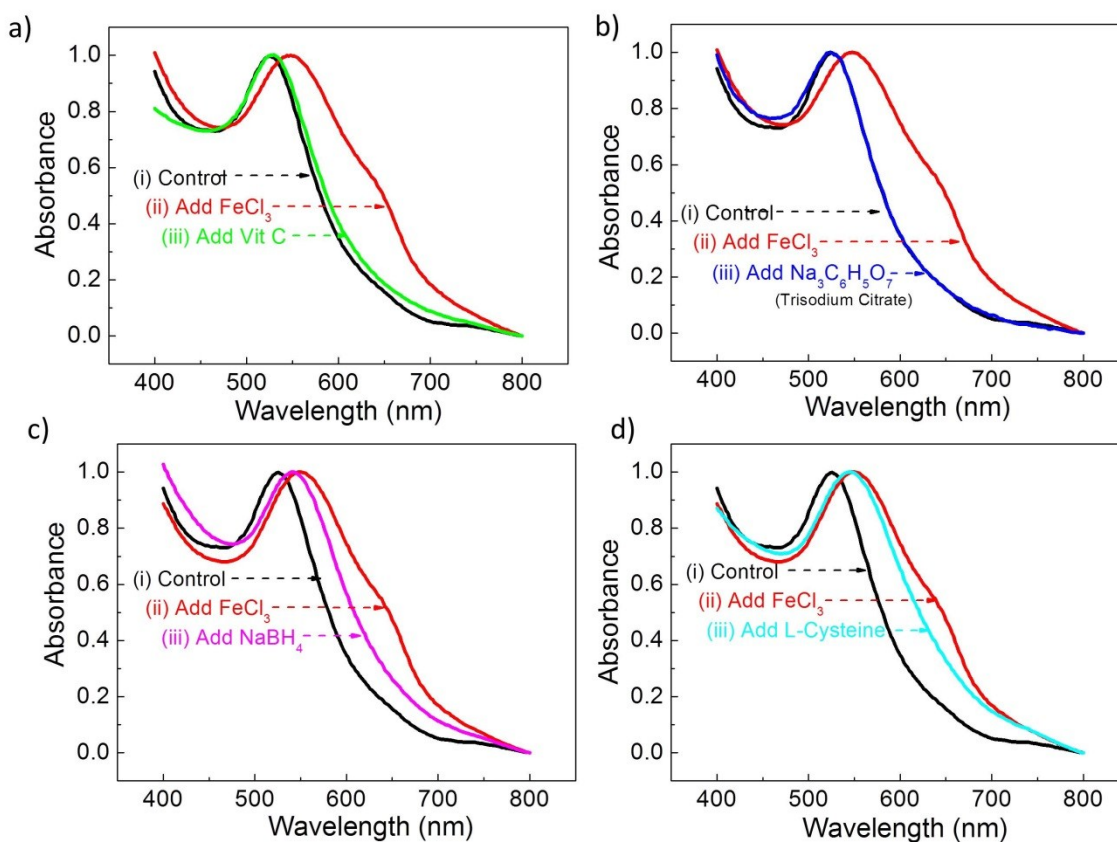 a)
Absorbance
1.0
0.8
0.6
0.4
0.2
0.0
(i) Control
(ii) Add FeCl₃
(iii) Add Vit C
400 500 600 700 800
Wavelength (nm)
b)
Absorbance
1.0
0.8
0.6
0.4
0.2
0.0
(i) Control
(ii) Add FeCl₃
(iii) Add Na₃C₆H₅O₇
(Trisodium Citrate)
400 500 600 700 800
Wavelength (nm)
c)
Absorbance
1.0
0.8
0.6
0.4
0.2
0.0
(i) Control
(ii) Add FeCl₃
(iii) Add NaBH₄
400 500 600 700 800
Wavelength (nm)
d)
Absorbance
1.0
0.8
0.6
0.4
0.2
0.0
(i) Control
(ii) Add FeCl₃
(iii) Add L-Cysteine
400 500 600 700 800
Wavelength (nm)